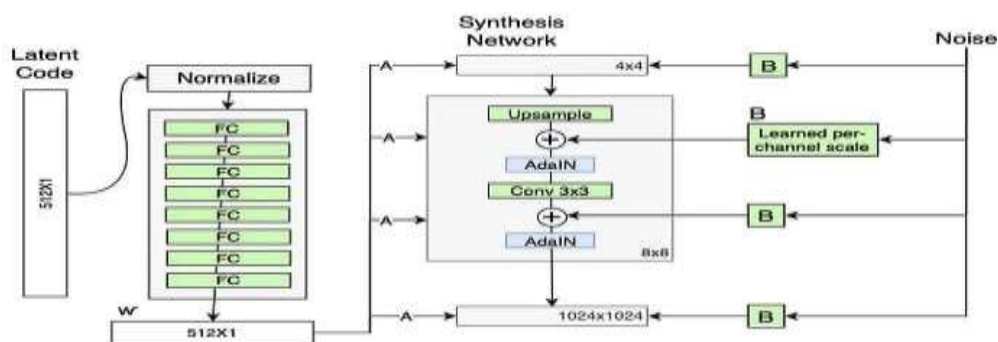 Synthesis
Network
Noise
Latent
Code
Normalize
512X1
FC
FC
FC
FC
FC
FC
FC
FC
W
512X1
A
A
A
A
4x4
Upsample
AdaIN
Conv 3x3
AdaIN
8x8
1024x1024
B
B
Learned per-
channel scale
B
B